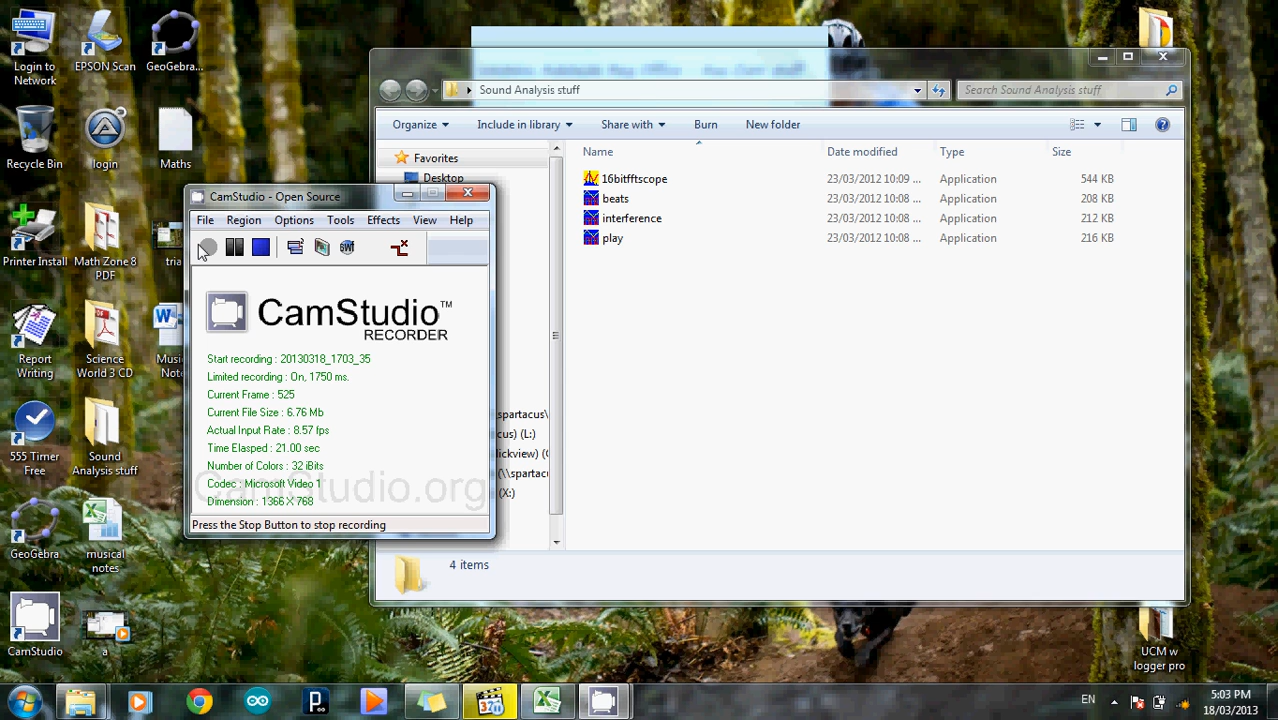 Login to
Network
EPSON Scan
GeoGebra...
Recycle Bin
login
Maths
Printer Install
Math Zone 8
PDF
tria
Report
Writing
Science
World 3 CD
Music
Not
555 Timer
Free
Sound
Analysis stuff
GeoGebra
musical
notes
CamStudio
a
CamStudio - Open Source
File
Region
Options
Tools
Effects
View
Help
SWF
CamStudio™
RECORDER
Start recording : 20130318_1703_35
Limited recording : On, 1750 ms.
Current Frame : 525
Current File Size : 6.76 Mb
Actual Input Rate : 8.57 fps
Time Elasped : 21.00 sec
Number of Colors : 32 iBits
Codec : Microsoft Video 1
Dimension : 1366 X 768
CamStudio.org
Press the Stop Button to stop recording
Sound Analysis stuff
Search Sound Analysis stuff
Organize
Include in library
Share with
Burn
New folder
Favorites
Desktop
spartacus\
cus) (L:)
ickview) (
(\\spartac
(X:)
Name
Date modified
Type
Size
16bitfftscope
23/03/2012 10:09 ...
Application
544 KB
beats
23/03/2012 10:08 ...
Application
208 KB
interference
23/03/2012 10:08 ...
Application
212 KB
play
23/03/2012 10:08 ...
Application
216 KB
4 items
UCM w
logger pro
320
EN
5:03 PM
18/03/2013